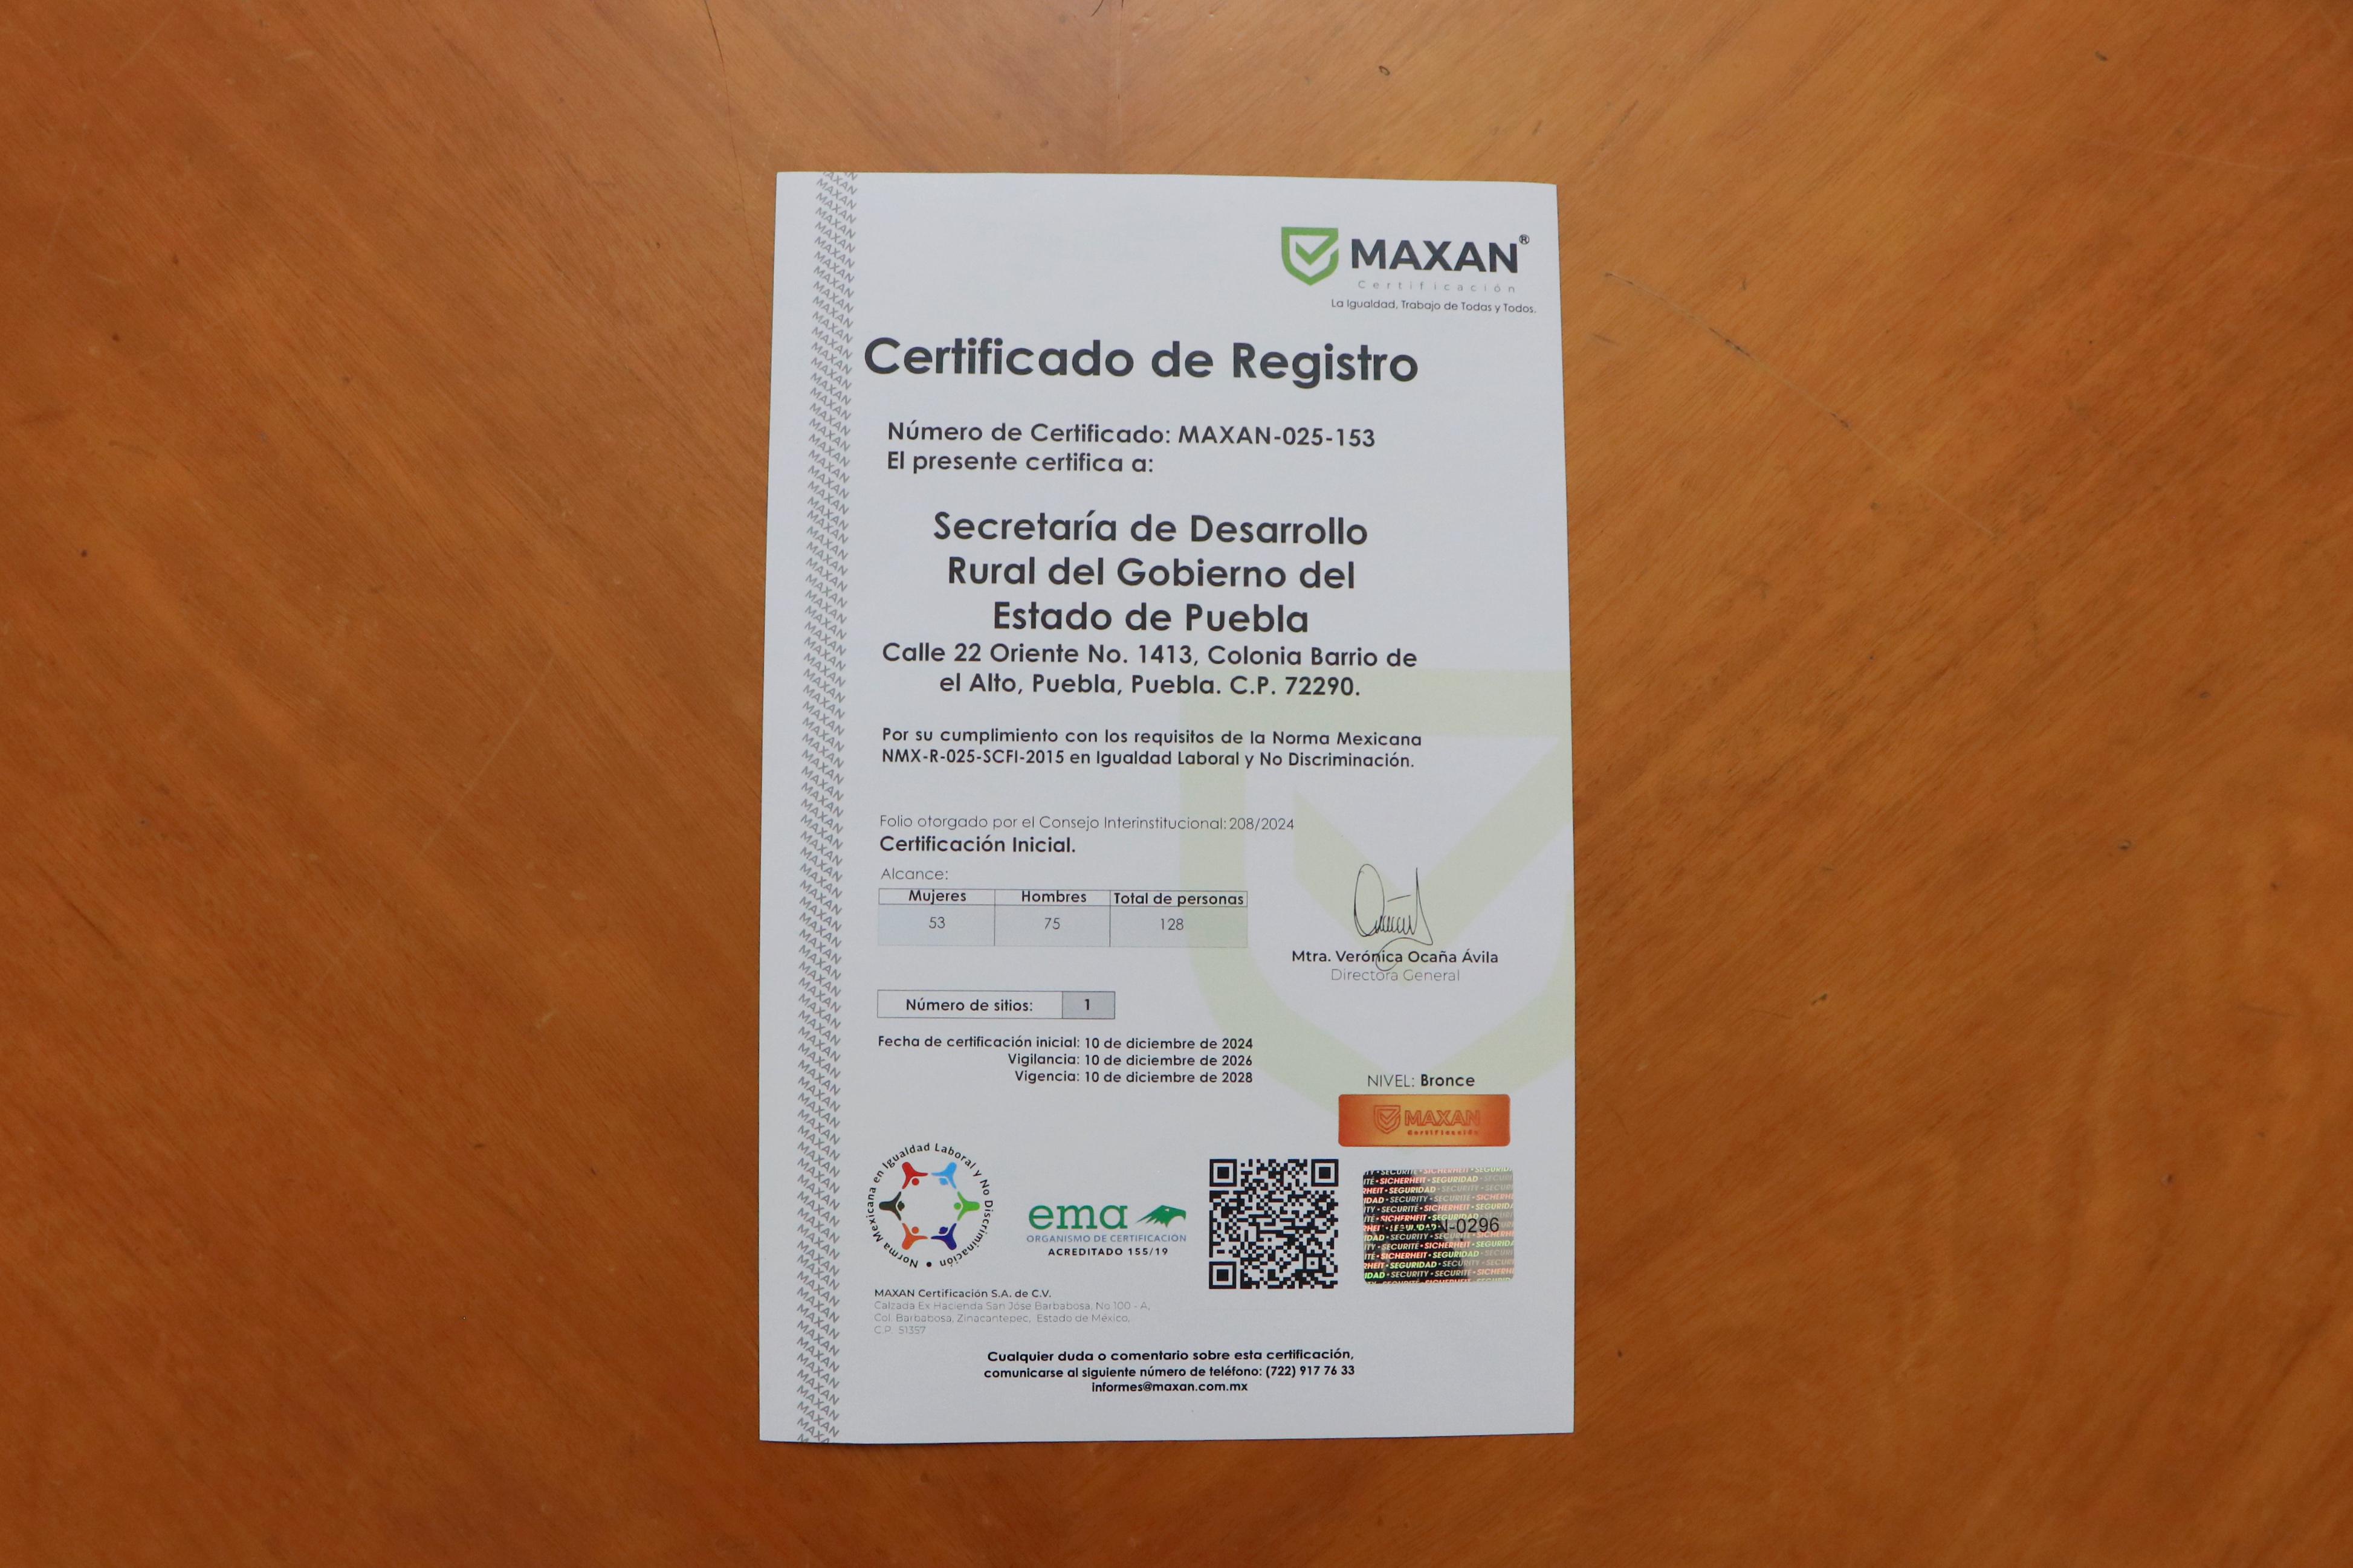 MAXAN®
Certificación
La Igualdad, Trabajo de Todas y Todos.
Certificado de Registro
Número de Certificado: MAXAN-025-153
El presente certifica a:
Secretaría de Desarrollo
Rural del Gobierno del
Estado de Puebla
Calle 22 Oriente No. 1413, Colonia Barrio de
el Alto, Puebla, Puebla. C.P. 72290.
Por su cumplimiento con los requisitos de la Norma Mexicana
NMX-R-025-SCFI-2015 en Igualdad Laboral y No Discriminación.
Folio otorgado por el Consejo Interinstitucional: 208/2024
Certificación Inicial.
Alcance:
Mujeres Hombres Total de personas
53 75 128
Mtra. Verónica Ocaña Ávila
Directora General
Número de sitios: 1
Fecha de certificación inicial: 10 de diciembre de 2024
Vigilancia: 10 de diciembre de 2026
Vigencia: 10 de diciembre de 2028
NIVEL: Bronce
MAXAN
Certificación
Norma Mexicana en Igualdad Laboral y No Discriminación
ema
ORGANISMO DE CERTIFICACIÓN
ACREDITADO 155/19
SICHERHEIT • SEGURIDAD • SECURITY • SECURITÉ
N-0296
MAXAN Certificación S.A. de C.V.
Calzada Ex Hacienda San Jóse Barbabosa, No 100 - A,
Col. Barbabosa, Zinacantepec, Estado de México,
C.P. 51357
Cualquier duda o comentario sobre esta certificación,
comunicarse al siguiente número de teléfono: (722) 917 76 33
informes@maxan.com.mx